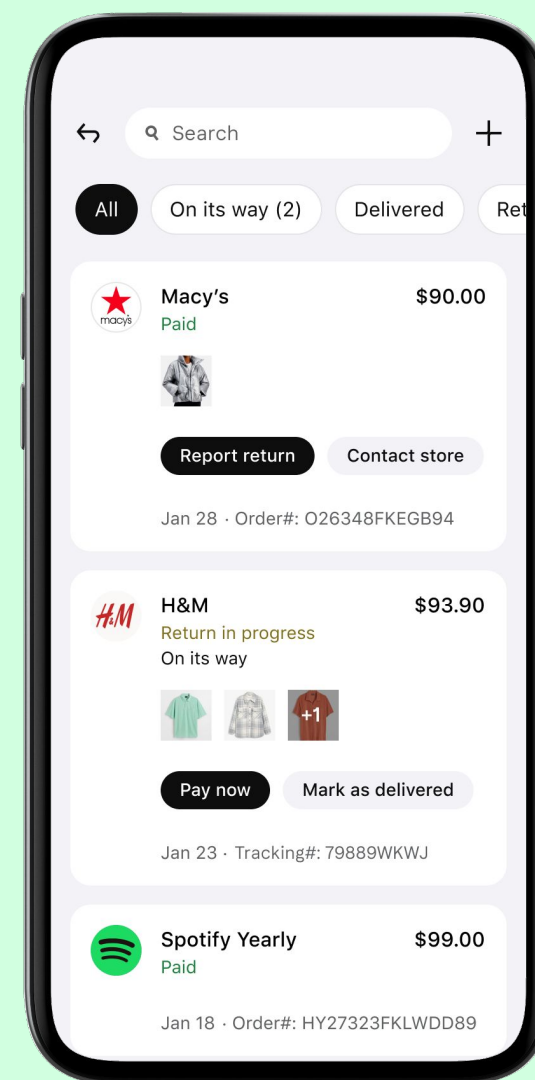 Search
All
On its way (2)
Delivered
Ret
Macy’s
$90.00
macy's
Paid
Report return
Contact store
Jan 28 · Order#: O26348FKEGB94
H&M
H&M
$93.90
Return in progress
On its way
+1
Pay now
Mark as delivered
Jan 23 · Tracking#: 79889WKWJ
Spotify Yearly
$99.00
Paid
Jan 18 · Order#: HY27323FKLWDD89